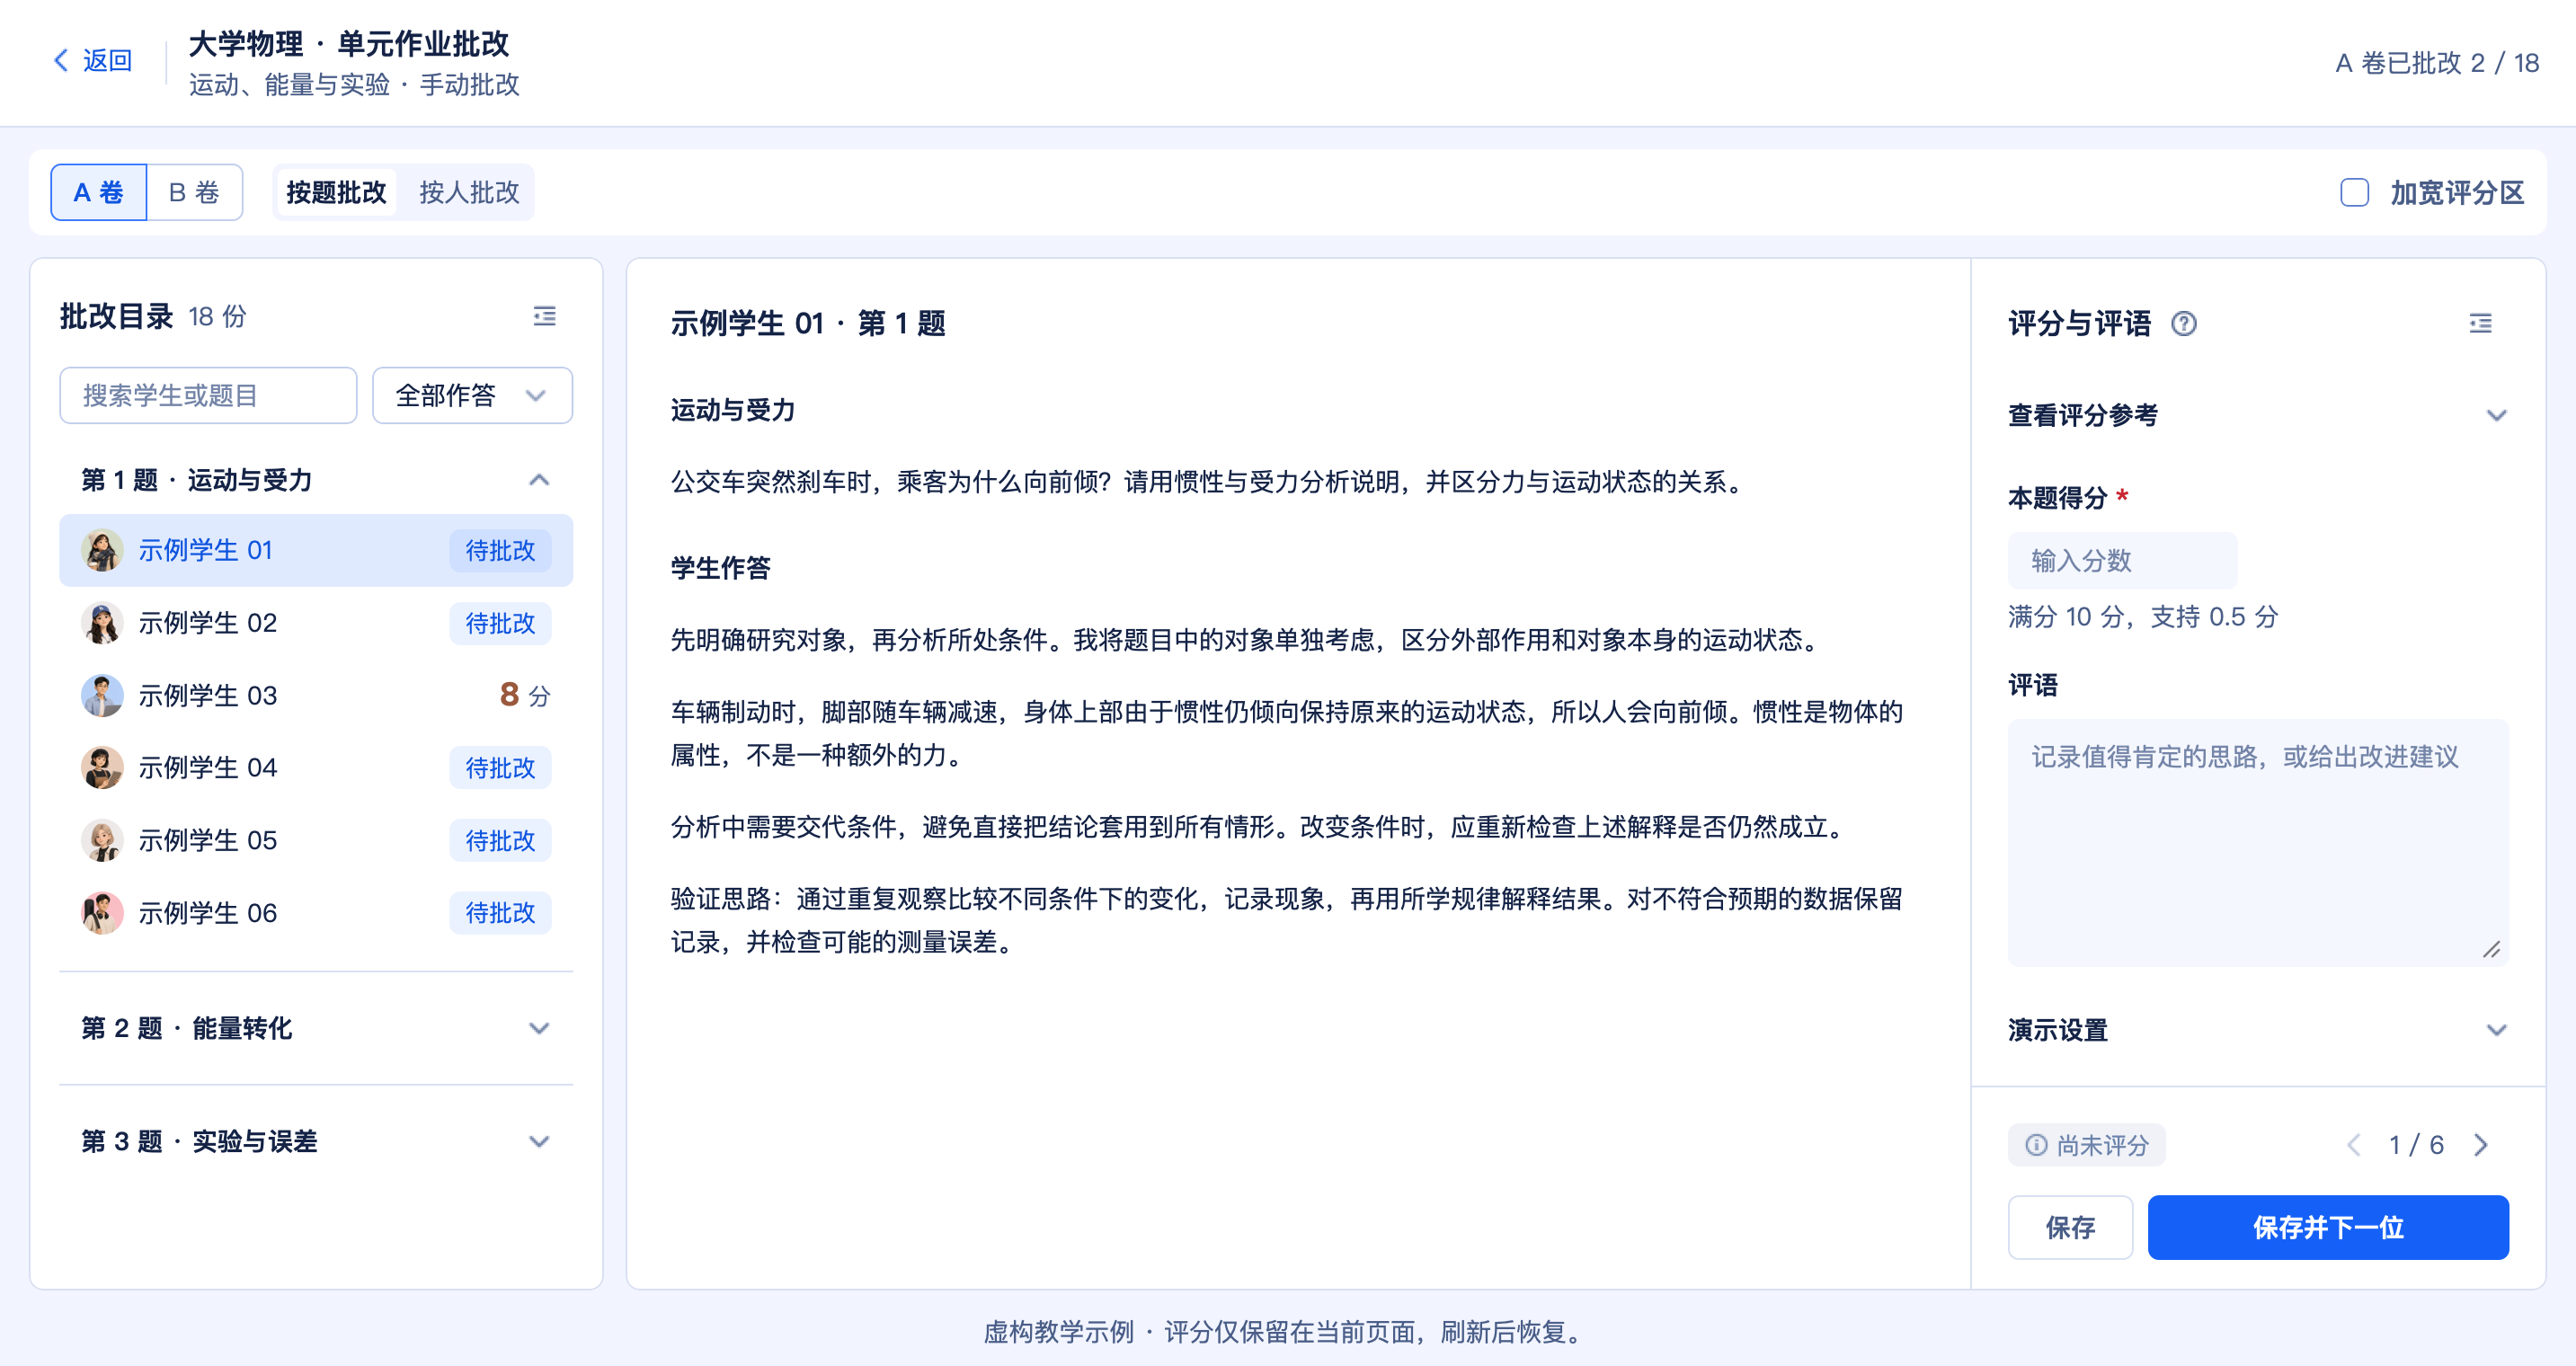 返回
大学物理 · 单元作业批改
运动、能量与实验 · 手动批改
A 卷已批改 2 / 18
A 卷
B 卷
按题批改
按人批改
加宽评分区
批改目录 18 份
搜索学生或题目
全部作答
第 1 题 · 运动与受力
示例学生 01
待批改
示例学生 02
待批改
示例学生 03
8 分
示例学生 04
待批改
示例学生 05
待批改
示例学生 06
待批改
第 2 题 · 能量转化
第 3 题 · 实验与误差
示例学生 01 · 第 1 题
运动与受力
公交车突然刹车时，乘客为什么向前倾？请用惯性与受力分析说明，并区分力与运动状态的关系。
学生作答
先明确研究对象，再分析所处条件。我将题目中的对象单独考虑，区分外部作用和对象本身的运动状态。
车辆制动时，脚部随车辆减速，身体上部由于惯性仍倾向保持原来的运动状态，所以人会向前倾。惯性是物体的
属性，不是一种额外的力。
分析中需要交代条件，避免直接把结论套用到所有情形。改变条件时，应重新检查上述解释是否仍然成立。
验证思路：通过重复观察比较不同条件下的变化，记录现象，再用所学规律解释结果。对不符合预期的数据保留
记录，并检查可能的测量误差。
评分与评语
查看评分参考
本题得分 *
输入分数
满分 10 分，支持 0.5 分
评语
记录值得肯定的思路，或给出改进建议
演示设置
尚未评分
1 / 6
保存
保存并下一位
虚构教学示例 · 评分仅保留在当前页面，刷新后恢复。